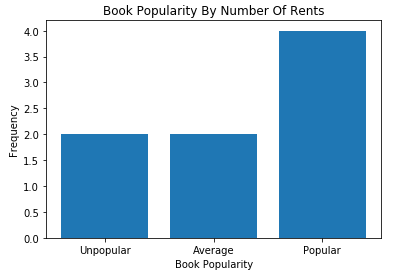 Book Popularity By Number Of Rents
4.0
3.5
3.0
2.5
2.0
1.5
1.0
0.5
0.0
Frequency
Unpopular Average Popular
Book Popularity